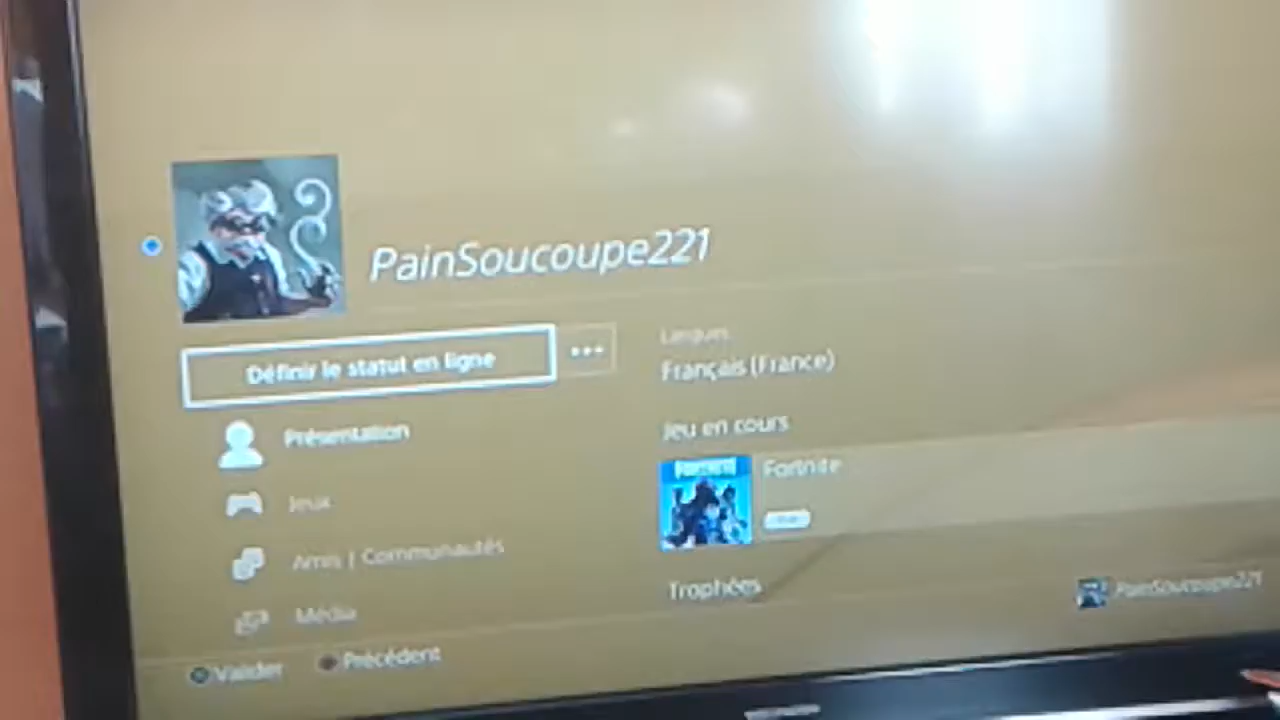 PainSoucoupe221
Définir le statut en ligne
Langues
Français (France)
Présentation
Jeu en cours
Fortnite
Jeux
Amis | Communautés
Trophées
PainSoucoupe221
Média
Valider
Précédent